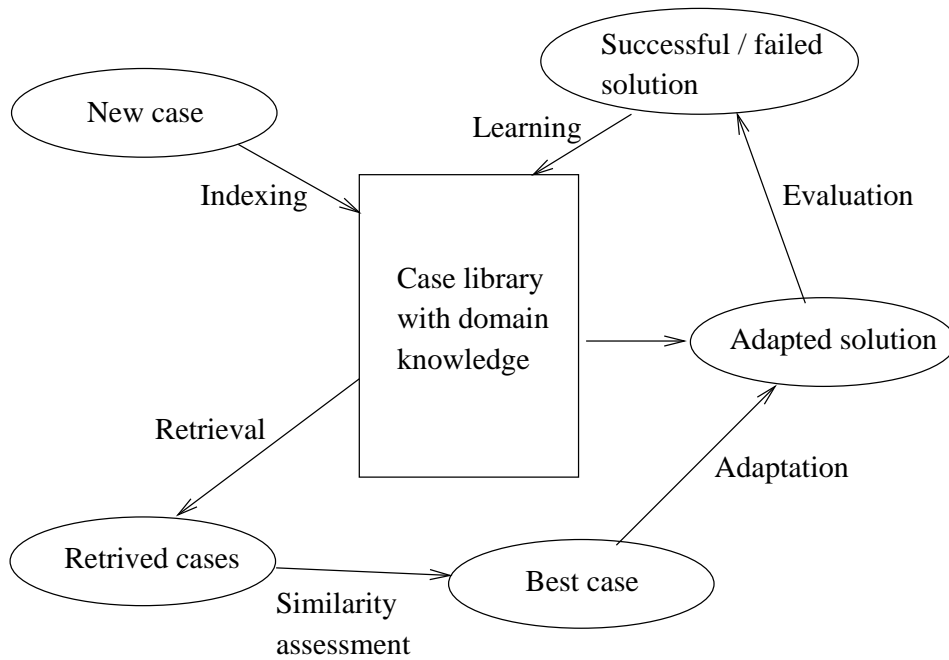 Successful / failed
solution
New case
Learning
Indexing
Evaluation
Case library
with domain
knowledge
Adapted solution
Retrieval
Adaptation
Retrived cases
Best case
Similarity
assessment